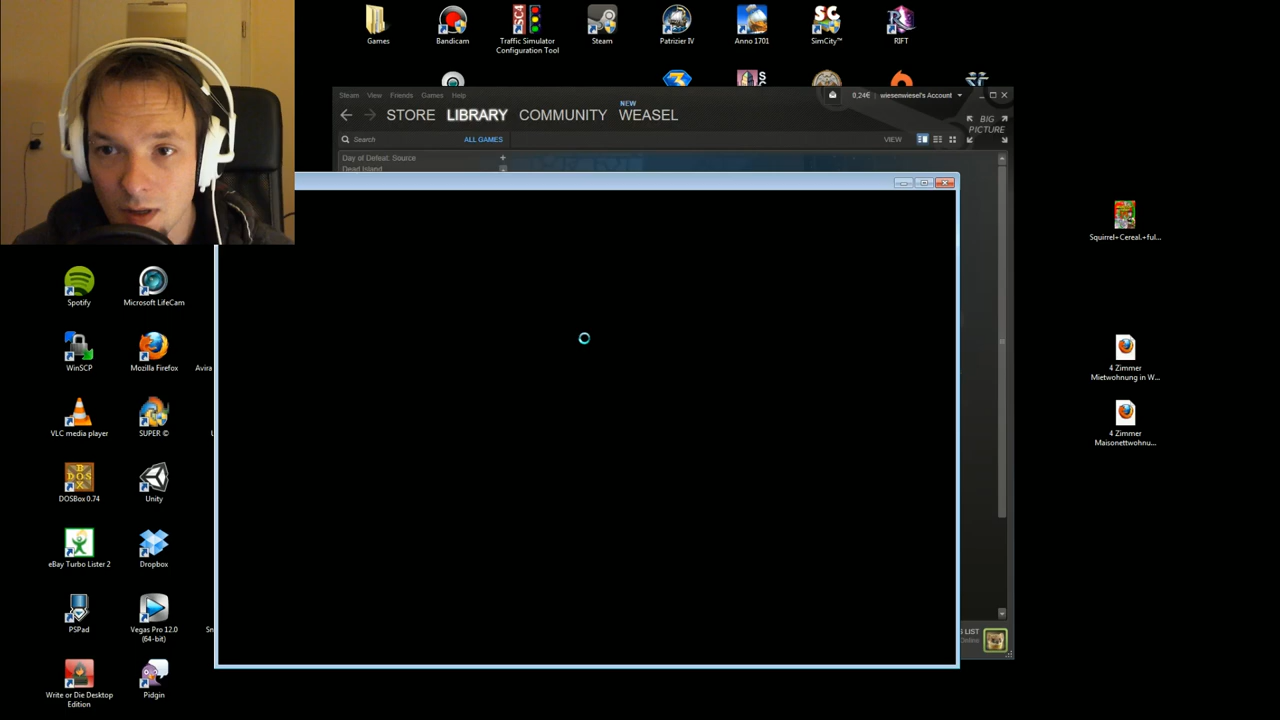 Games
Bandicam
Traffic Simulator
Configuration Tool
Steam
Patrizier IV
Anno 1701
SimCity™
RIFT
Steam View Friends Games Help
0,24€ wiesenwiesel's Account
STORE LIBRARY COMMUNITY WEASEL
NEW
BIG
PICTURE
Search
ALL GAMES
VIEW
Day of Defeat: Source
Dead Island
Squirrel+Cereal.+ful...
Spotify
Microsoft LifeCam
WinSCP
Mozilla Firefox
Avira
4 Zimmer
Mietwohnung in W...
VLC media player
SUPER ©
4 Zimmer
Maisonettwohnu...
DOSBox 0.74
Unity
eBay Turbo Lister 2
Dropbox
PSPad
Vegas Pro 12.0
(64-bit)
S LIST
Online
Write or Die Desktop
Edition
Pidgin